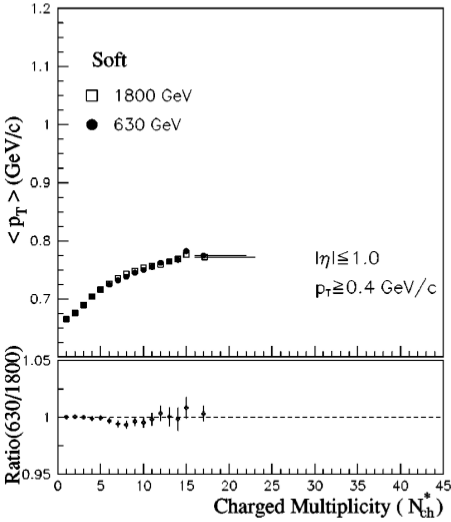 1.2
1.1
1
0.9
0.8
0.7
< pT > (GeV/c)
Soft
□ 1800 GeV
● 630 GeV
|η|≦1.0
pT≧0.4 GeV/c
1.05
1
0.95
Ratio(630/1800)
0 5 10 15 20 25 30 35 40 45
Charged Multiplicity ( N*ch )